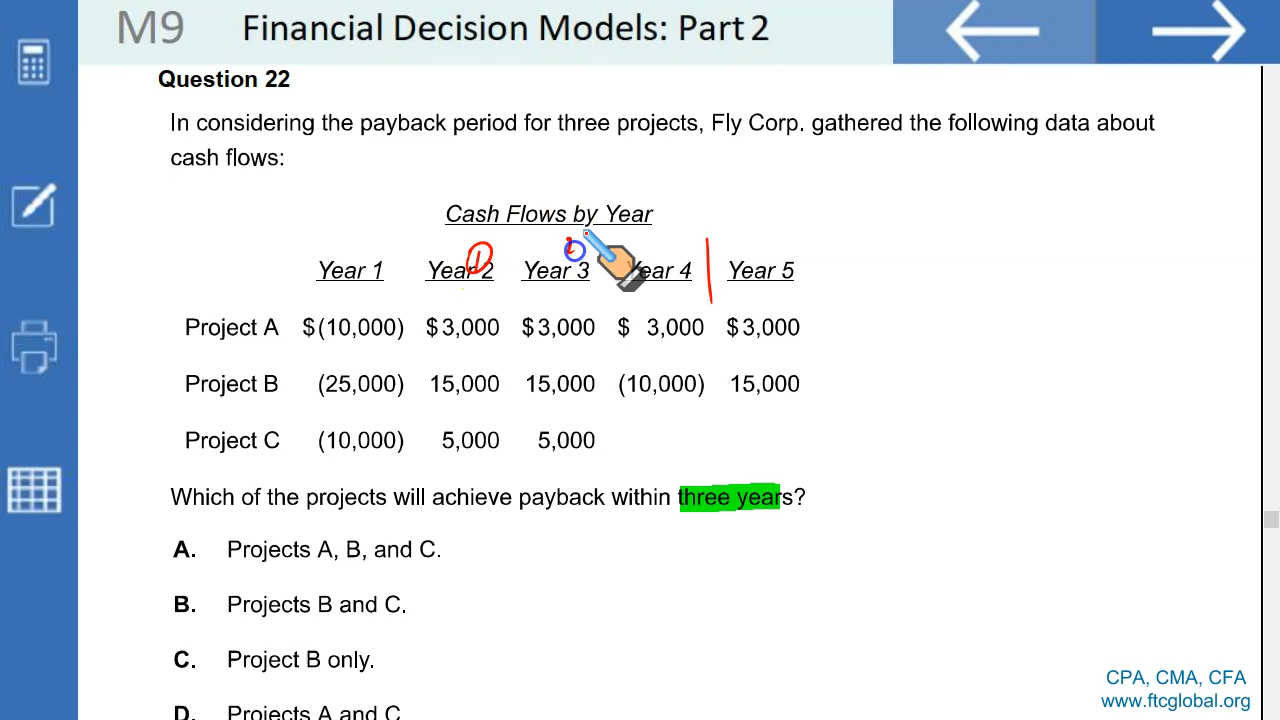 M9 Financial Decision Models: Part 2
Question 22
In considering the payback period for three projects, Fly Corp. gathered the following data about
cash flows:
Cash Flows by Year
1
Year 1 Year 2 Year 3 Year 4 Year 5
Project A $(10,000) $3,000 $3,000 $ 3,000 $3,000
Project B (25,000) 15,000 15,000 (10,000) 15,000
Project C (10,000) 5,000 5,000
Which of the projects will achieve payback within three years?
A. Projects A, B, and C.
B. Projects B and C.
C. Project B only.
D. Projects A and C
CPA, CMA, CFA
www.ftcglobal.org